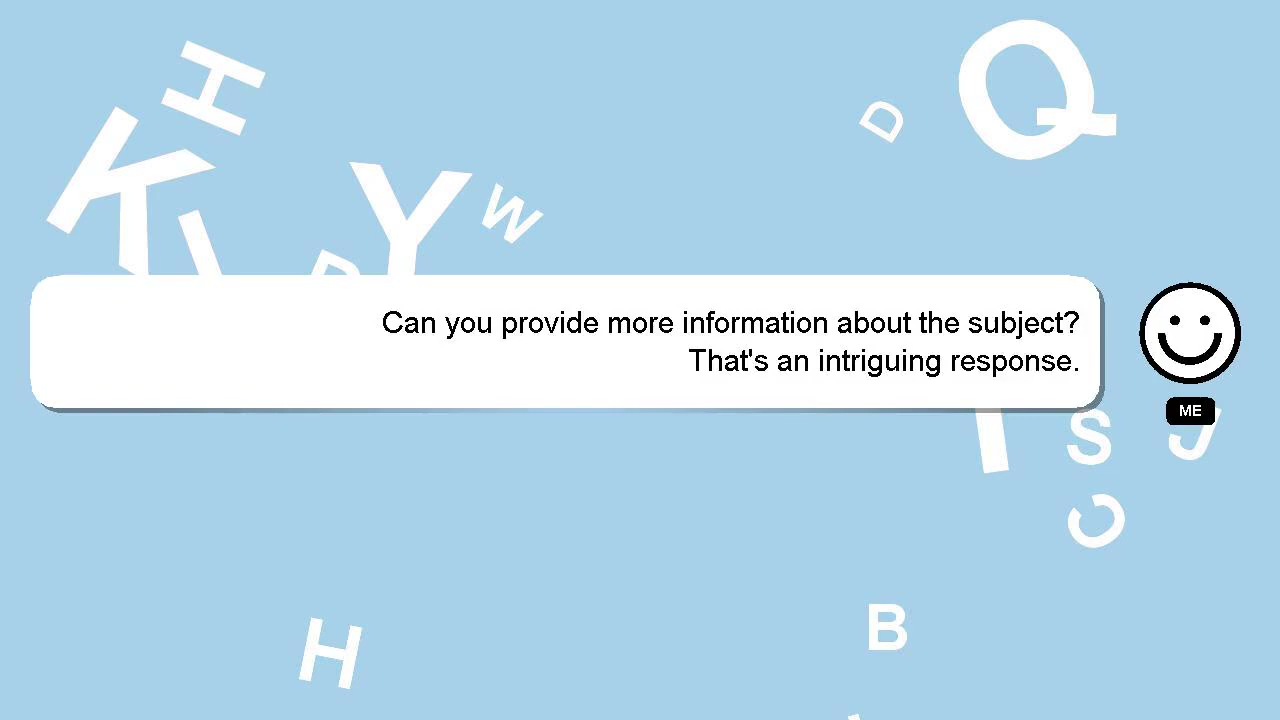 H
Q
D
K
Y
W
Can you provide more information about the subject?
That's an intriguing response.
ME
S
J
C
B
H